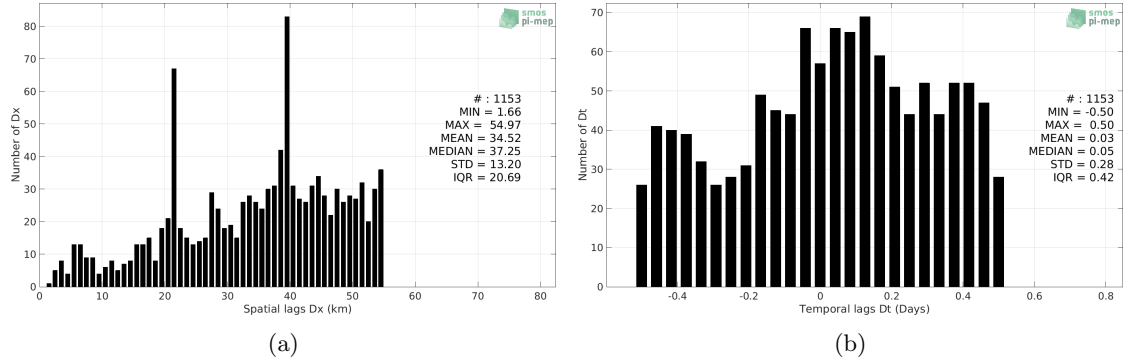 smos
pi-mep
80
70
60
50
40
30
20
10
0
Number of Dx
# : 1153
MIN = 1.66
MAX = 54.97
MEAN = 34.52
MEDIAN = 37.25
STD = 13.20
IQR = 20.69
0 10 20 30 40 50 60 70 80
Spatial lags Dx (km)
(a)
smos
pi-mep
70
60
50
40
30
20
10
0
Number of Dt
# : 1153
MIN = -0.50
MAX = 0.50
MEAN = 0.03
MEDIAN = 0.05
STD = 0.28
IQR = 0.42
-0.4 -0.2 0 0.2 0.4 0.6 0.8
Temporal lags Dt (Days)
(b)